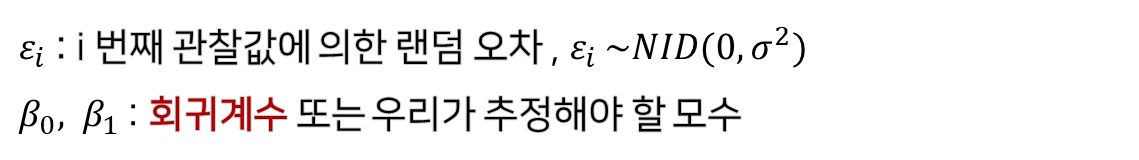 εᵢ : i 번째 관찰값에 의한 랜덤 오차 , εᵢ ~NID(0, σ²)
β₀, β₁ : 회귀계수 또는 우리가 추정해야 할 모수